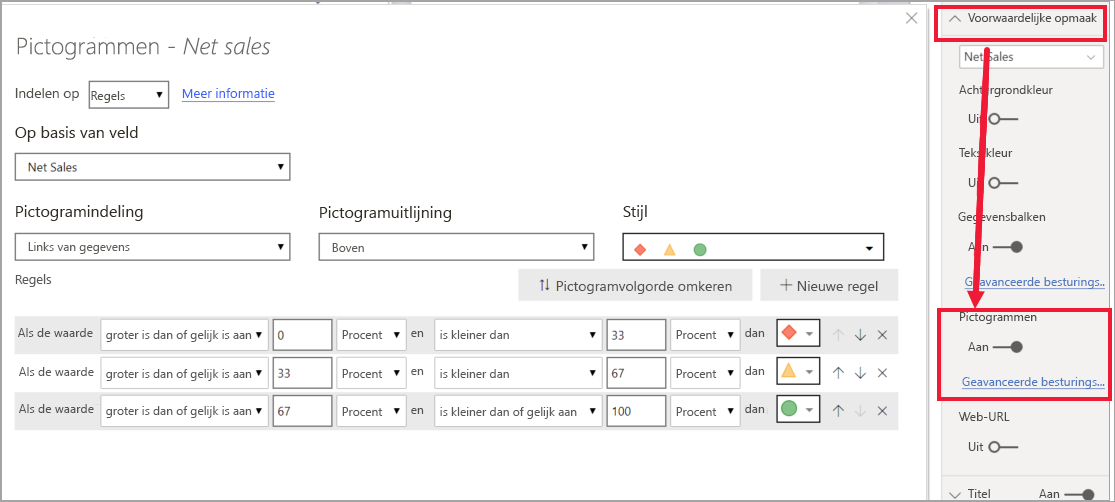 Pictogrammen - Net sales
Indelen op Regels Meer informatie
Op basis van veld
Net Sales
Pictogramindeling Pictogramuitlijning Stijl
Links van gegevens Boven
Regels Pictogramvolgorde omkeren Nieuwe regel
Als de waarde groter is dan of gelijk is aan 0 Procent en is kleiner dan 33 Procent dan
Als de waarde groter is dan of gelijk is aan 33 Procent en is kleiner dan 67 Procent dan
Als de waarde groter is dan of gelijk is aan 67 Procent en is kleiner dan of gelijk aan 100 Procent dan
Voorwaardelijke opmaak
Net Sales
Achtergrondkleur
Uit
Tekstkleur
Uit
Gegevensbalken
Aan
Geavanceerde besturings..
Pictogrammen
Aan
Geavanceerde besturings...
Web-URL
Uit
Titel Aan